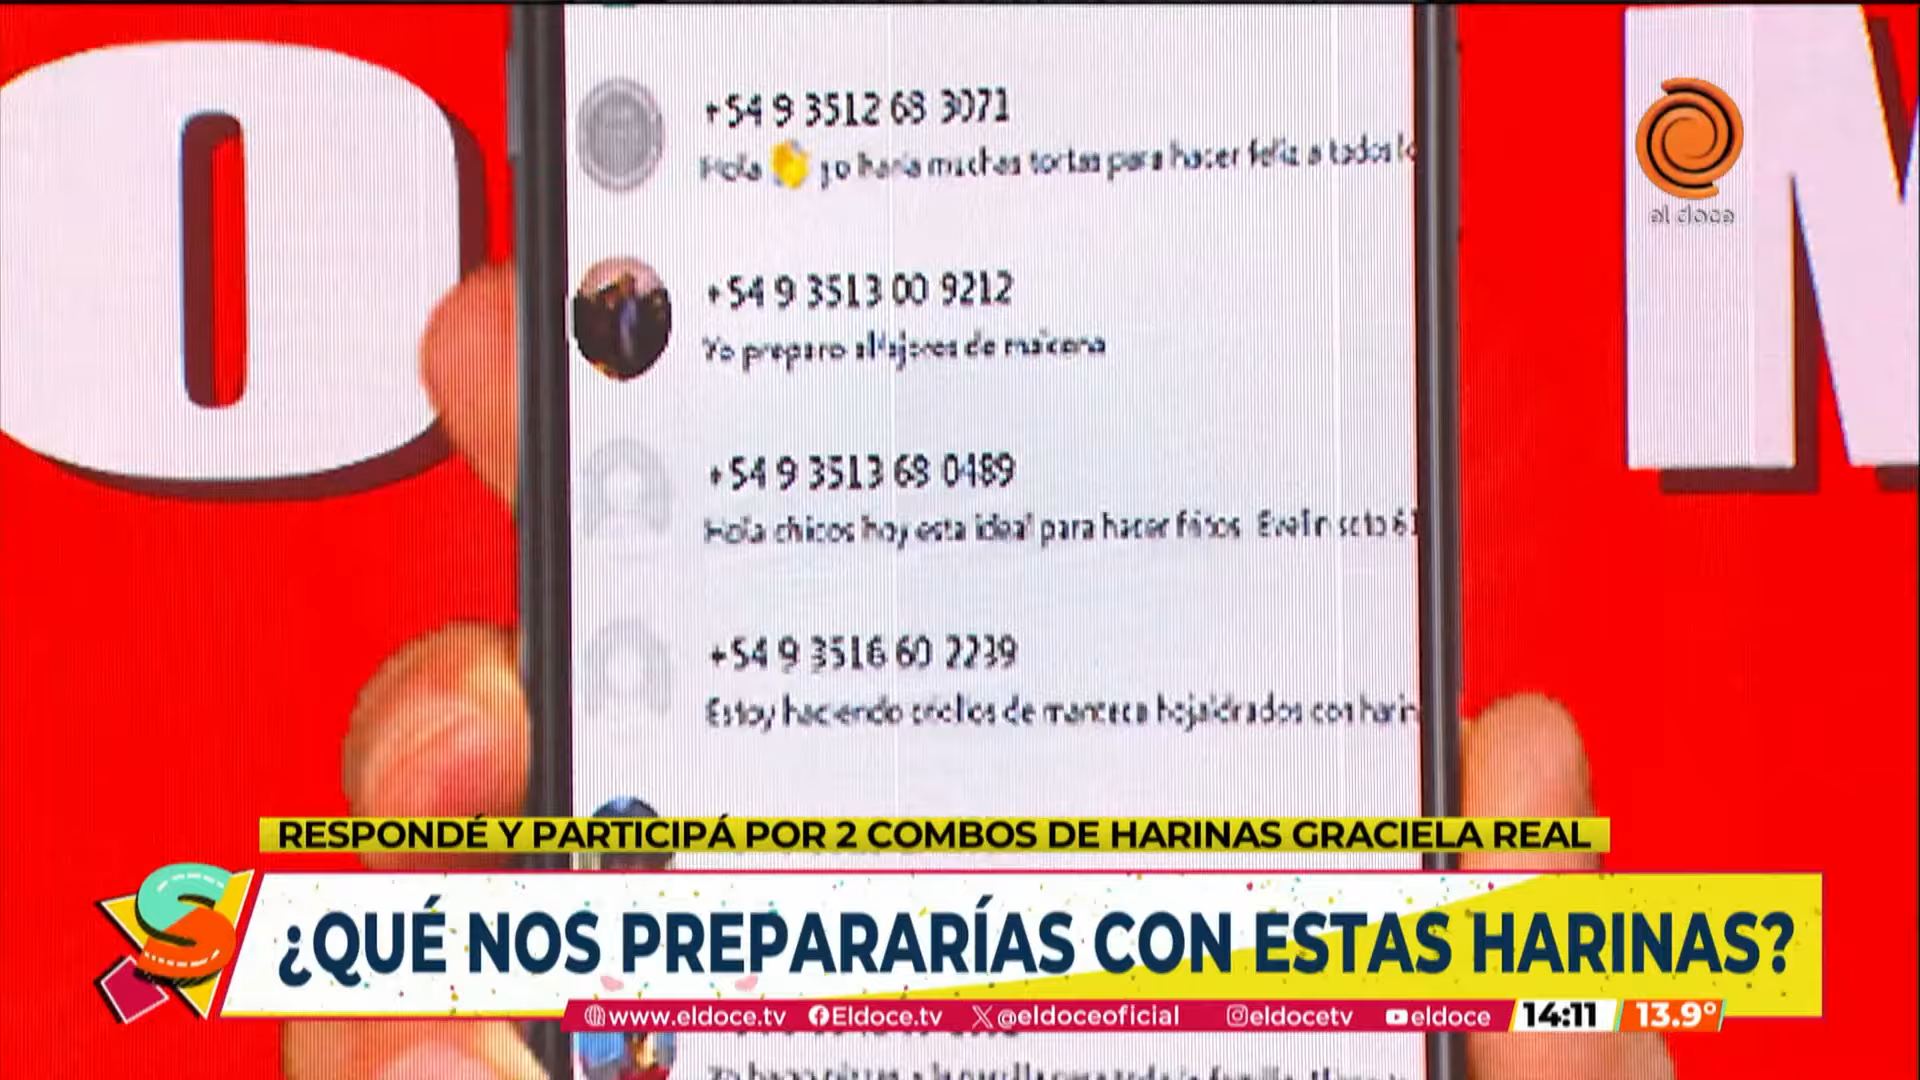 O
M
+54 9 3512 68 3071
Hola yo haria muchas tortas para hacer feliz a todos lo
el doce
+54 9 3513 00 9212
Yo preparo alfajores de maicena
+54 9 3513 68 0489
Hola chicos hoy esta ideal para hacer fritos Evelin soto
+54 9 3516 60 2239
Estoy haciendo criollos de manteca hojaldrados con harin
RESPONDÉ Y PARTICIPÁ POR 2 COMBOS DE HARINAS GRACIELA REAL
S
¿QUÉ NOS PREPARARÍAS CON ESTAS HARINAS?
www.eldoce.tv Eldoce.tv @eldoceoficial eldocetv eldoce 14:11 13.9°